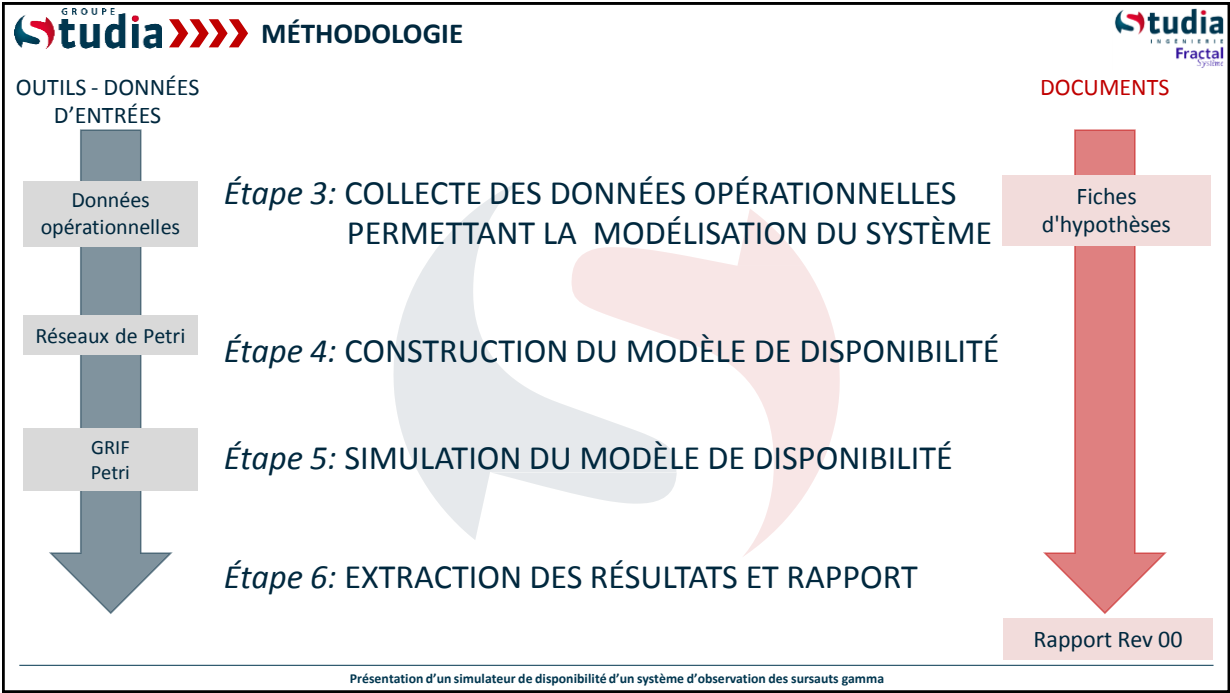 GROUPE
Studia MÉTHODOLOGIE
Studia
INGÉNIERIE
Fractal
Système
OUTILS - DONNÉES
D'ENTRÉES
DOCUMENTS
Données
opérationnelles
Étape 3: COLLECTE DES DONNÉES OPÉRATIONNELLES
PERMETTANT LA MODÉLISATION DU SYSTÈME
Fiches
d'hypothèses
Réseaux de Petri
Étape 4: CONSTRUCTION DU MODÈLE DE DISPONIBILITÉ
GRIF
Petri
Étape 5: SIMULATION DU MODÈLE DE DISPONIBILITÉ
Étape 6: EXTRACTION DES RÉSULTATS ET RAPPORT
Rapport Rev 00
Présentation d'un simulateur de disponibilité d'un système d'observation des sursauts gamma